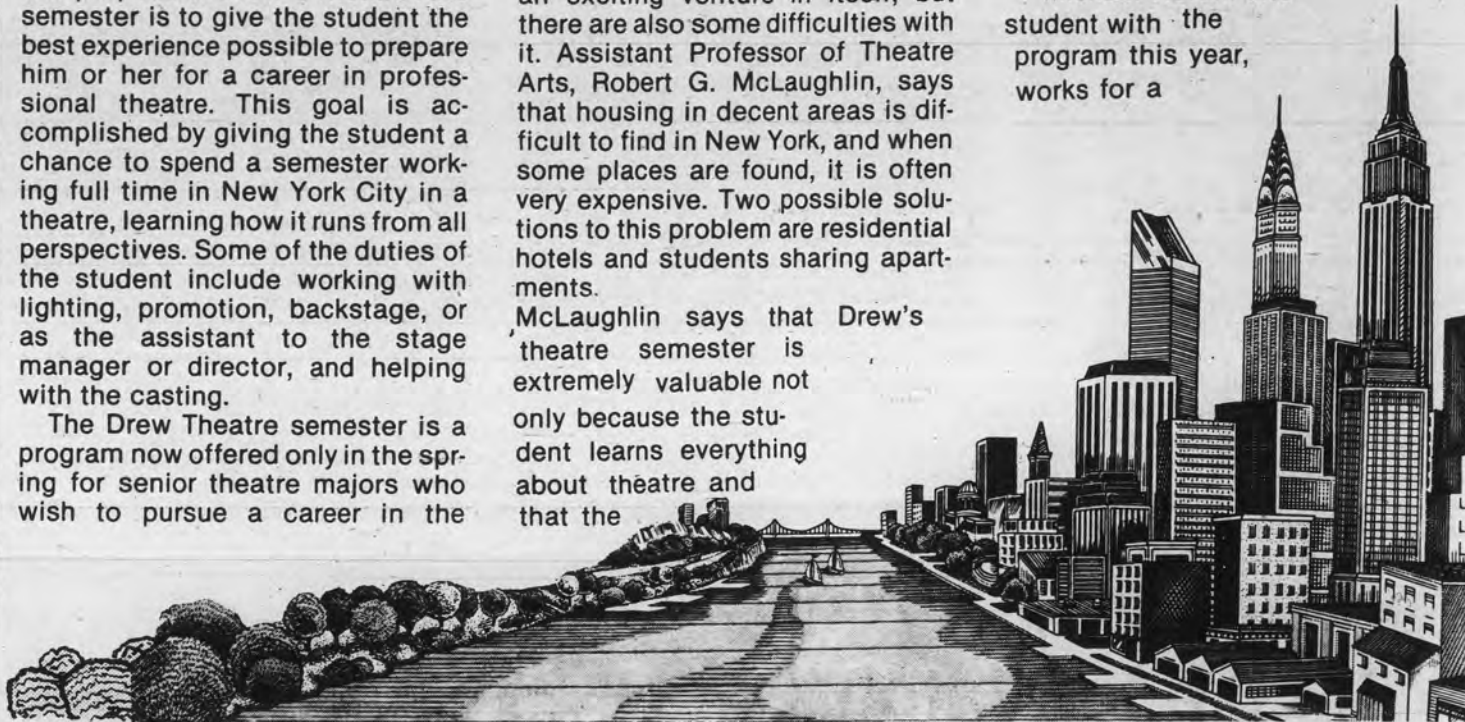 semester is to give the student the
best experience possible to prepare
him or her for a career in profes-
sional theatre. This goal is ac-
complished by giving the student a
chance to spend a semester work-
ing full time in New York City in a
theatre, learning how it runs from all
perspectives. Some of the duties of
the student include working with
lighting, promotion, backstage, or
as the assistant to the stage
manager or director, and helping
with the casting.
The Drew Theatre semester is a
program now offered only in the spr-
ing for senior theatre majors who
wish to pursue a career in the
an exciting venture in itself, but
there are also some difficulties with
it. Assistant Professor of Theatre
Arts, Robert G. McLaughlin, says
that housing in decent areas is dif-
ficult to find in New York, and when
some places are found, it is often
very expensive. Two possible solu-
tions to this problem are residential
hotels and students sharing apart-
ments.
McLaughlin says that Drew's
theatre semester is
extremely valuable not
only because the stu-
dent learns everything
about theatre and
that the
student with the
program this year,
works for a